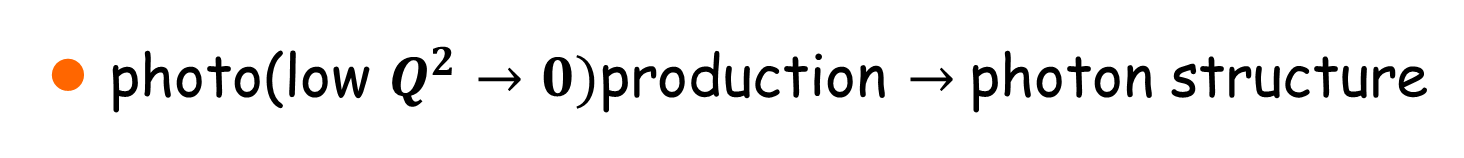 • photo(low Q² → 0)production → photon structure